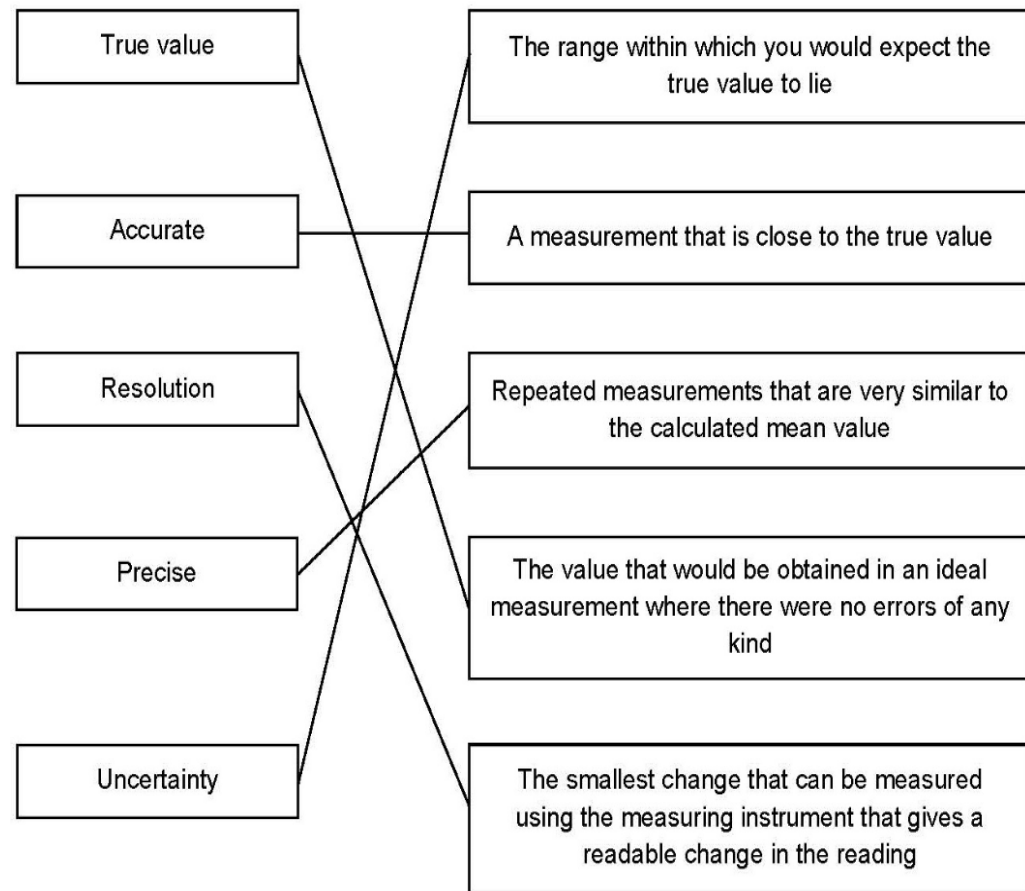 True value
The range within which you would expect the
true value to lie
Accurate
A measurement that is close to the true value
Resolution
Repeated measurements that are very similar to
the calculated mean value
Precise
The value that would be obtained in an ideal
measurement where there were no errors of any
kind
Uncertainty
The smallest change that can be measured
using the measuring instrument that gives a
readable change in the reading